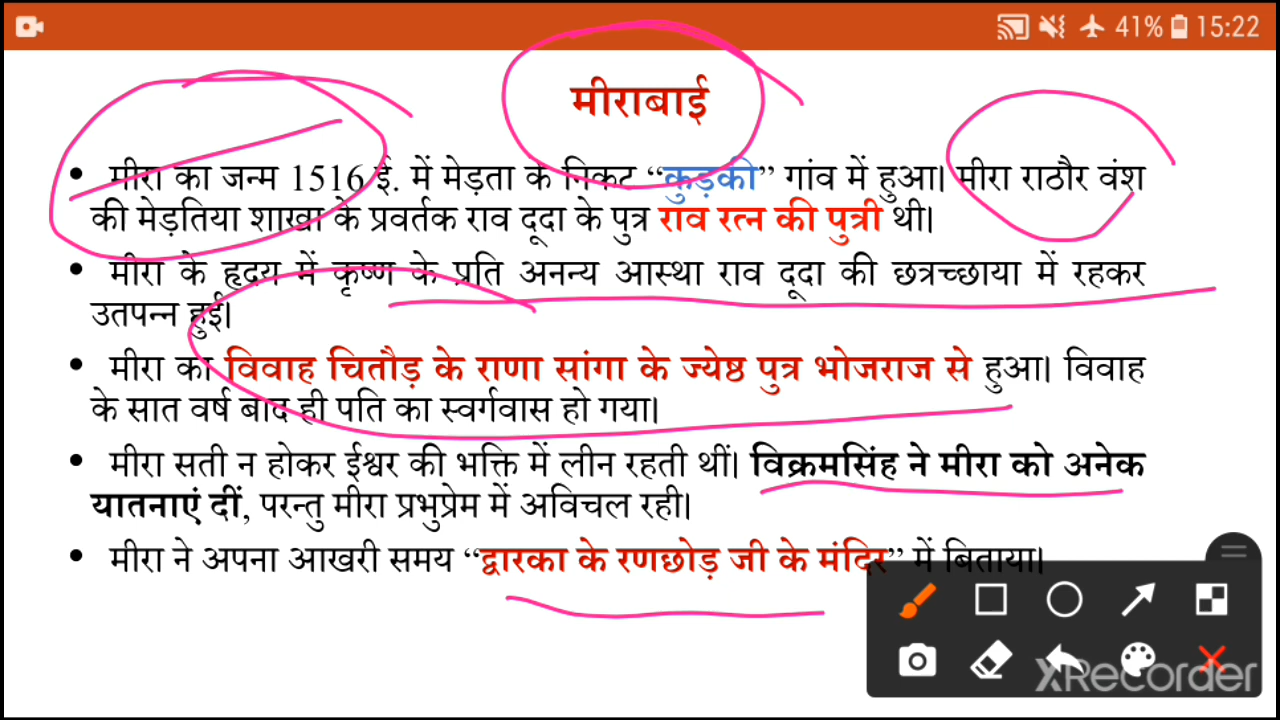 41% 15:22
मीराबाई
• मीरा का जन्म 1516 ई. में मेड़ता के निकट “कुड़की” गांव में हुआ। मीरा राठौर वंश
की मेड़तिया शाखा के प्रवर्तक राव दूदा के पुत्र राव रत्न की पुत्री थी।
• मीरा के हृदय में कृष्ण के प्रति अनन्य आस्था राव दूदा की छत्रच्छाया में रहकर
उतपन्न हुई।
• मीरा का विवाह चितौड़ के राणा सांगा के ज्येष्ठ पुत्र भोजराज से हुआ। विवाह
के सात वर्ष बाद ही पति का स्वर्गवास हो गया।
• मीरा सती न होकर ईश्वर की भक्ति में लीन रहती थीं। विक्रमसिंह ने मीरा को अनेक
यातनाएं दीं, परन्तु मीरा प्रभुप्रेम में अविचल रही।
• मीरा ने अपना आखरी समय “द्वारका के रणछोड़ जी के मंदिर” में बिताया।
XRecorder